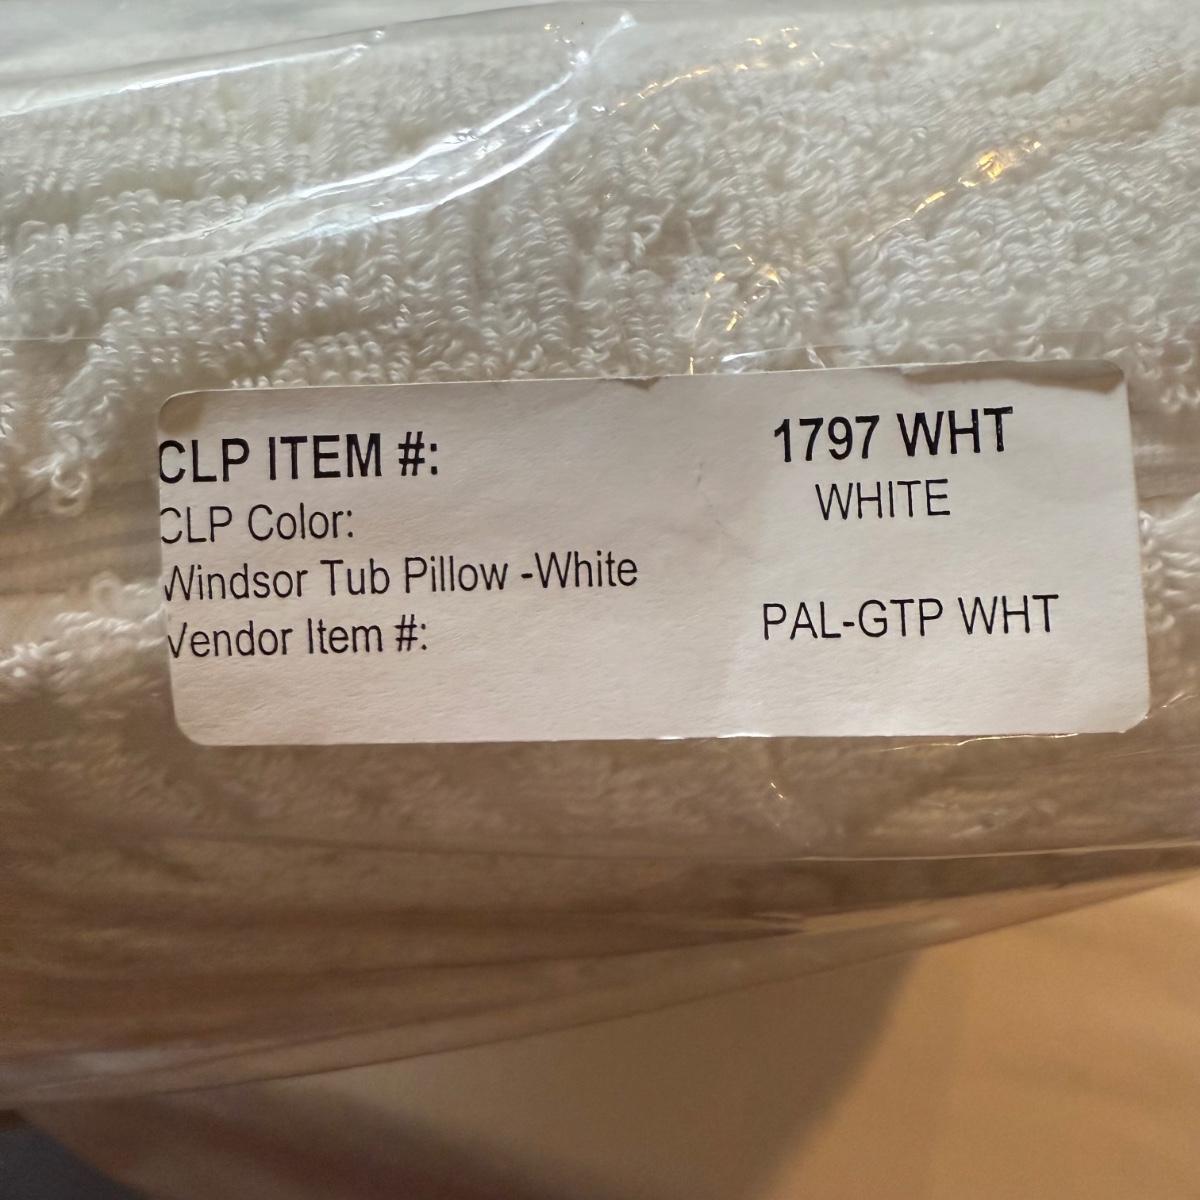 CLP ITEM #: 1797 WHT
CLP Color: WHITE
Windsor Tub Pillow -White
Vendor Item #: PAL-GTP WHT